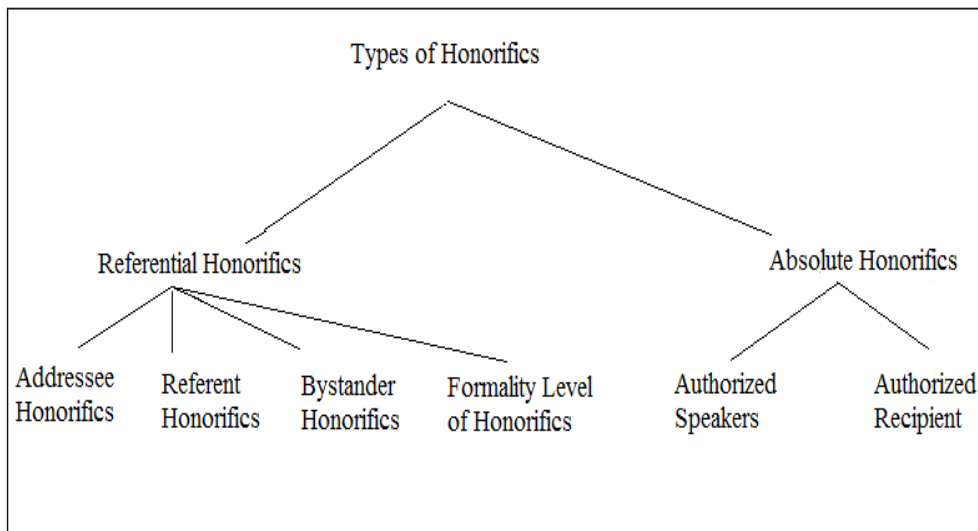 Types of Honorifics
Referential Honorifics
Absolute Honorifics
Addressee
Honorifics
Referent
Honorifics
Bystander
Honorifics
Formality Level
of Honorifics
Authorized
Speakers
Authorized
Recipient